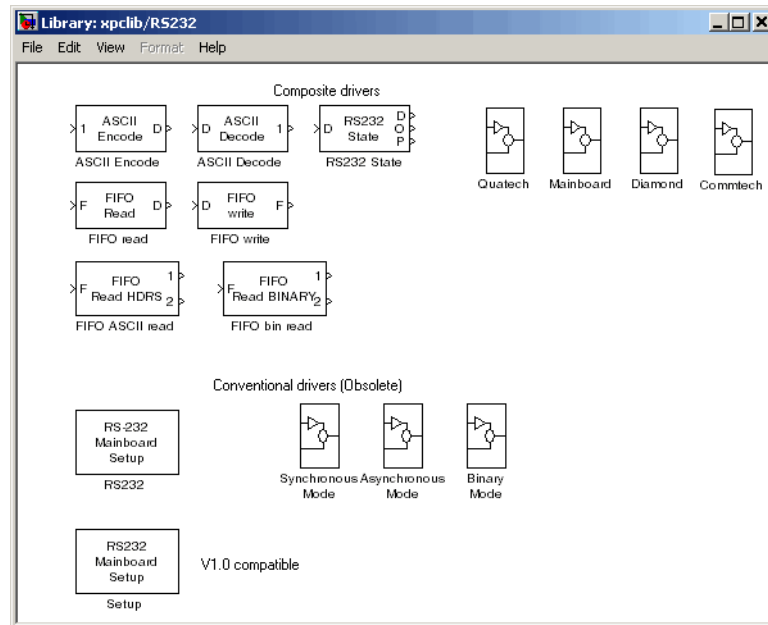 Library: xpclib/RS232
File Edit View Format Help
Composite drivers
1 ASCII Encode D
ASCII Encode
D ASCII Decode 1
ASCII Decode
D RS232 State D O P
RS232 State
Quatech
Mainboard
Diamond
Commtech
F FIFO Read D
FIFO read
D FIFO write F
FIFO write
F FIFO Read HDRS 1 2
FIFO ASCII read
F FIFO Read BINARY 1 2
FIFO bin read
Conventional drivers (Obsolete)
RS-232
Mainboard
Setup
RS232
Synchronous
Mode
Asynchronous
Mode
Binary
Mode
RS232
Mainboard
Setup
Setup
V1.0 compatible